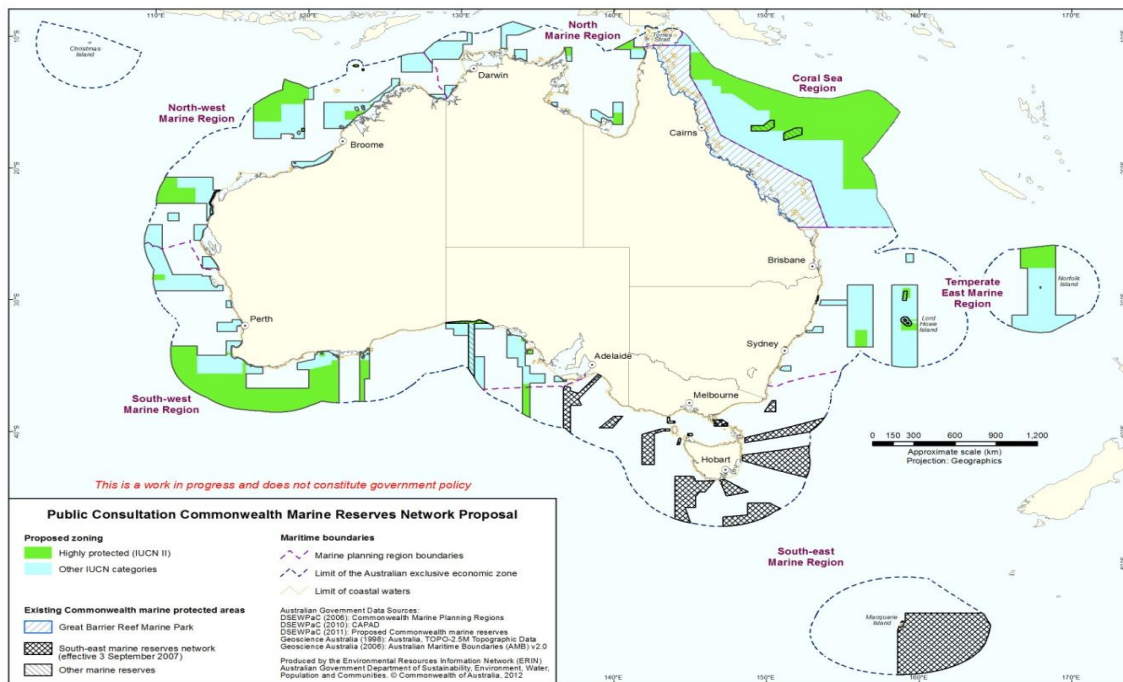 110°E 120°E 130°E 140°E 150°E 160°E 170°E
10°S
Christmas
Island
North
Marine Region
Torres
Strait
Darwin
Coral Sea
Region
North-west
Marine Region
Cairns
Broome
20°S
Brisbane
Temperate
East Marine
Region
Norfolk
Island
30°S
Lord
Howe
Island
Perth
Sydney
Adelaide
South-west
Marine Region
Melbourne
40°S
0 150 300 600 900 1,200
Approximate scale (km)
Projection: Geographics
Hobart
This is a work in progress and does not constitute government policy
Public Consultation Commonwealth Marine Reserves Network Proposal
Proposed zoning
Highly protected (IUCN II)
Other IUCN categories
Existing Commonwealth marine protected areas
Great Barrier Reef Marine Park
South-east marine reserves network
(effective 3 September 2007)
Other marine reserves
Maritime boundaries
Marine planning region boundaries
Limit of the Australian exclusive economic zone
Limit of coastal waters
Australian Government Data Sources:
DSEWPaC (2006): Commonwealth Marine Planning Regions
DSEWPaC (2010): CAPAD
DSEWPaC (2011): Proposed Commonwealth marine reserves
Geoscience Australia (1998): Australia, TOPO-2.5M Topographic Data
Geoscience Australia (2006): Australian Maritime Boundaries (AMB) v2.0
Produced by the Environmental Resources Information Network (ERIN)
Australian Government Department of Sustainability, Environment, Water,
Population and Communities. © Commonwealth of Australia, 2012
South-east
Marine Region
Macquarie
Island
140°E 150°E 160°E